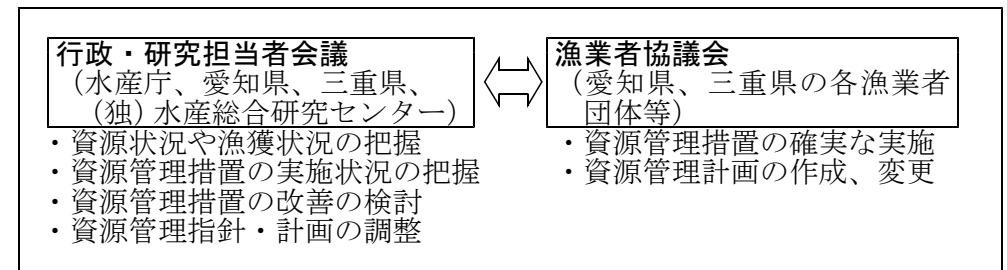 行政・研究担当者会議
（水産庁、愛知県、三重県、
（独）水産総合研究センター）
・資源状況や漁獲状況の把握
・資源管理措置の実施状況の把握
・資源管理措置の改善の検討
・資源管理指針・計画の調整
漁業者協議会
（愛知県、三重県の各漁業者
団体等）
・資源管理措置の確実な実施
・資源管理計画の作成、変更